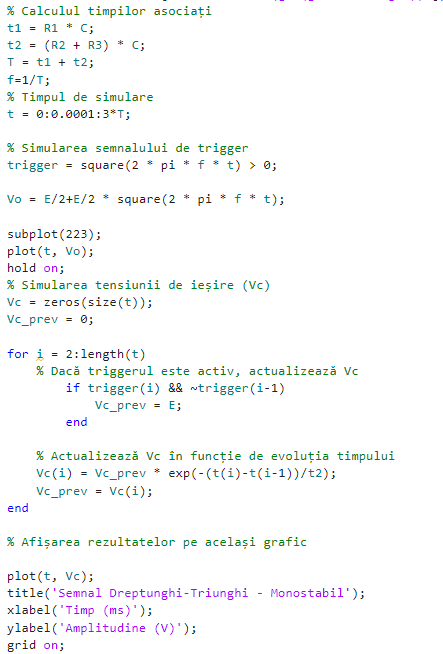 % Calculul timpilor asociați
t1 = R1 * C;
t2 = (R2 + R3) * C;
T = t1 + t2;
f=1/T;
% Timpul de simulare
t = 0:0.0001:3*T;
% Simularea semnalului de trigger
trigger = square(2 * pi * f * t) > 0;
Vo = E/2+E/2 * square(2 * pi * f * t);
subplot(223);
plot(t, Vo);
hold on;
% Simularea tensiunii de ieșire (Vc)
Vc = zeros(size(t));
Vc_prev = 0;
for i = 2:length(t)
% Dacă triggerul este activ, actualizează Vc
if trigger(i) && ~trigger(i-1)
Vc_prev = E;
end
% Actualizează Vc în funcție de evoluția timpului
Vc(i) = Vc_prev * exp(-(t(i)-t(i-1))/t2);
Vc_prev = Vc(i);
end
% Afișarea rezultatelor pe același grafic
plot(t, Vc);
title('Semnal Dreptunghi-Triunghi - Monostabil');
xlabel('Timp (ms)');
ylabel('Amplitudine (V)');
grid on;